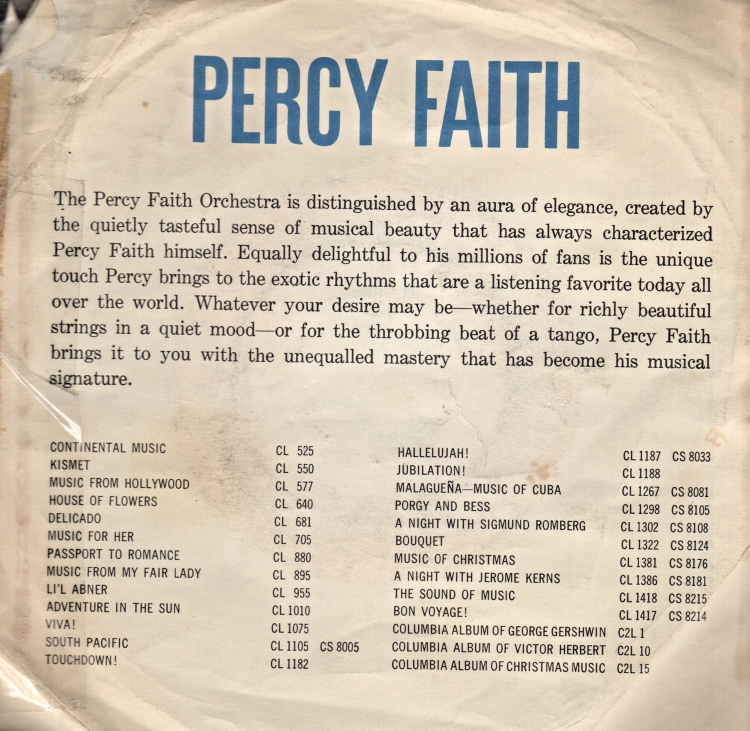 PERCY FAITH
The Percy Faith Orchestra is distinguished by an aura of elegance, created by
the quietly tasteful sense of musical beauty that has always characterized
Percy Faith himself. Equally delightful to his millions of fans is the unique
touch Percy brings to the exotic rhythms that are a listening favorite today all
over the world. Whatever your desire may be—whether for richly beautiful
strings in a quiet mood—or for the throbbing beat of a tango, Percy Faith
brings it to you with the unequalled mastery that has become his musical
signature.
CONTINENTAL MUSIC CL 525
KISMET CL 550
MUSIC FROM HOLLYWOOD CL 577
HOUSE OF FLOWERS CL 640
DELICADO CL 681
MUSIC FOR HER CL 705
PASSPORT TO ROMANCE CL 880
MUSIC FROM MY FAIR LADY CL 895
LI'L ABNER CL 955
ADVENTURE IN THE SUN CL 1010
VIVA! CL 1075
SOUTH PACIFIC CL 1105 CS 8005
TOUCHDOWN! CL 1182
HALLELUJAH! CL 1187 CS 8033
JUBILATION! CL 1188
MALAGUEÑA—MUSIC OF CUBA CL 1267 CS 8081
PORGY AND BESS CL 1298 CS 8105
A NIGHT WITH SIGMUND ROMBERG CL 1302 CS 8108
BOUQUET CL 1322 CS 8124
MUSIC OF CHRISTMAS CL 1381 CS 8176
A NIGHT WITH JEROME KERNS CL 1386 CS 8181
THE SOUND OF MUSIC CL 1418 CS 8215
BON VOYAGE! CL 1417 CS 8214
COLUMBIA ALBUM OF GEORGE GERSHWIN C2L 1
COLUMBIA ALBUM OF VICTOR HERBERT C2L 10
COLUMBIA ALBUM OF CHRISTMAS MUSIC C2L 15